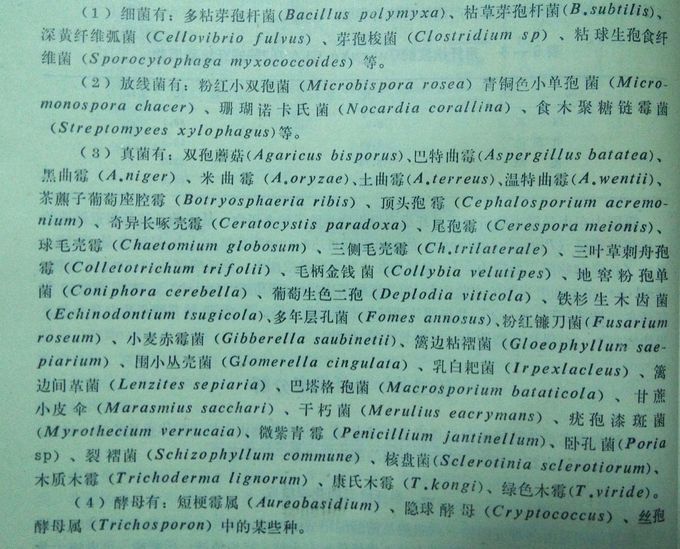 （1）细菌有：多粘芽孢杆菌(Bacillus polymyxa)、枯草芽孢杆菌(B.subtilis)、
深黄纤维弧菌（Cellovibrio fulvus）、芽孢梭菌（Clostridium sp）、粘球生孢食纤
维菌（Sporocytophaga myxococcoides）等。
（2）放线菌有：粉红小双孢菌（Microbispora rosea）青铜色小单孢菌（Micro-
monospora chacer）、珊瑚诺卡氏菌（Nocardia corallina）、食木聚糖链霉菌
（Streptomyees xylophagus)等。
（3）真菌有：双孢蘑菇(Agaricus bisporus)、巴特曲霉(Aspergillus batatea)、
黑曲霉（A.niger）、米曲霉（A.oryzae)、土曲霉(A.terreus)、温特曲霉(A.wentii)、
茶藨子葡萄座腔霉（Botryosphaeria ribis）、顶头孢霉（Cephalosporium acremo-
nium）、奇异长喙壳霉（Ceratocystis paradoxa）、尾孢霉（Cerespora meionis)、
球毛壳霉（Chaetomium globosum）、三侧毛壳霉（Ch.trilaterale）、三叶草刺舟孢
霉（Colletotrichum trifolii）、毛柄金钱菌（Collybia velutipes）、地窖粉孢单
菌（Coniphora cerebella）、葡萄生色二孢（Deplodia viticola）、铁杉生木齿菌
（Echinodontium tsugicola)、多年层孔菌（Fomes annosus)、粉红镰刀菌(Fusarium
roseum）、小麦赤霉菌（Gibberella saubinetii）、篱边粘褶菌（Gloeophyllum sae-
piarium）、围小丛壳菌（Glomerella cingulata）、乳白耙菌（Irpexlacleus）、篱
边间革菌（Lenzites sepiaria）、巴塔格孢菌（Macrosporium bataticola）、甘蔗
小皮伞（Marasmius sacchari）、干朽菌（Merulius eacrymans）、疣孢漆斑菌
(Myrothecium verrucaia)、微紫青霉（Penicillium jantinellum）、卧孔菌(Poria
sp）、裂褶菌（Schizophyllum commune）、核盘菌(Sclerotinia sclerotiorum)、
木质木霉（Trichoderma lignorum）、康氏木霉（T.kongi）、绿色木霉(T.viride)。
（4）酵母有：短梗霉属（Aureobasidium）、隐球酵母（Cryptococcus）、丝孢
酵母属（Trichosporon）中的某些种。